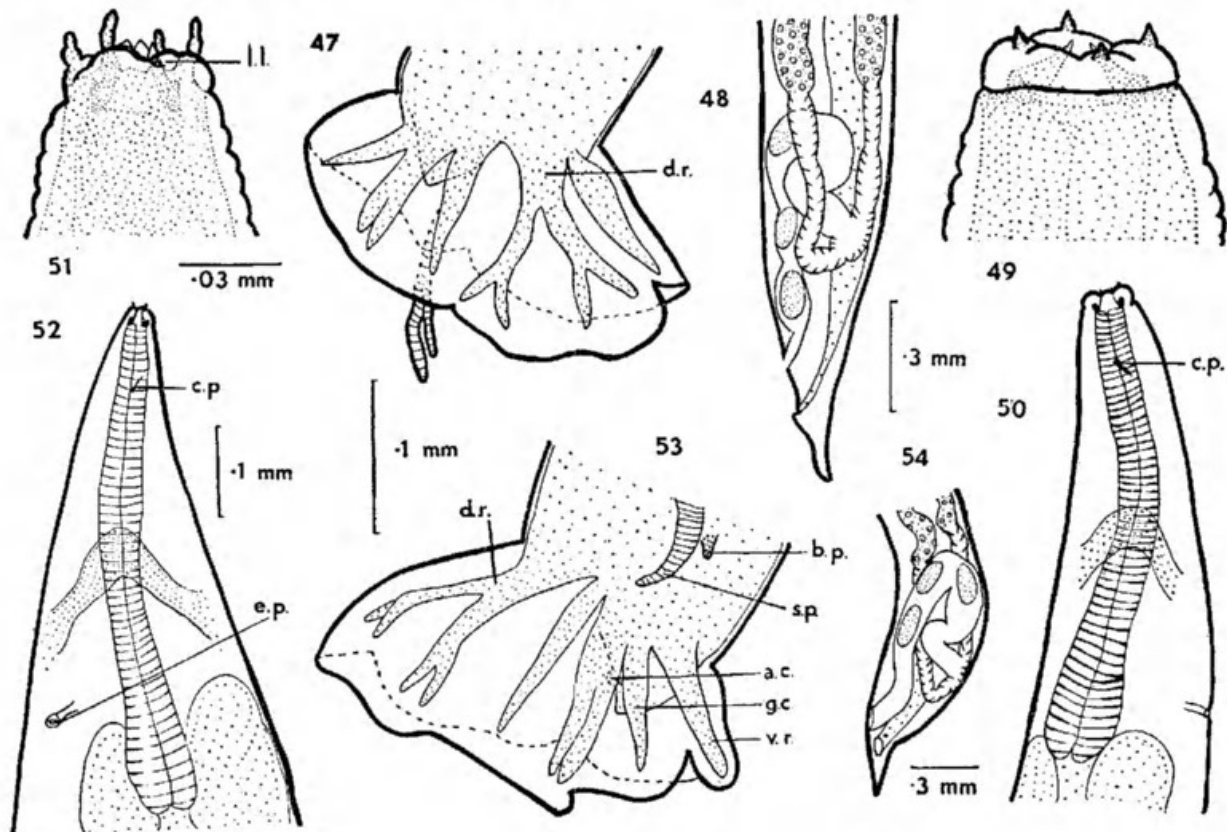 47
l.l.
48
d.r.
51
·03 mm
49
52
c.p
·3 mm
c.p.
50
·1 mm
·1 mm
53
54
d.r.
b.p.
e.p.
s.p.
a.c.
g.c.
v.r.
·3 mm